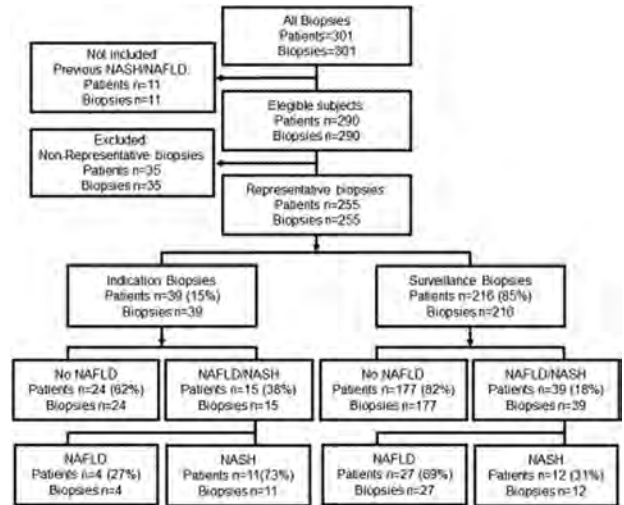 All Biopsies
Patients=301
Biopsies=301
Not included
Previous NASH/NAFLD:
Patients n=11
Biopsies n=11
Elegible subjects:
Patients n=290
Biopsies n=290
Excluded:
Non-Representative biopsies
Patients n=35
Biopsies n=35
Representative biopsies:
Patients n=255
Biopsies n=255
Indication Biopsies
Patients n=39 (15%)
Biopsies n=39
Surveillance Biopsies
Patients n=216 (85%)
Biopsies n=216
No NAFLD
Patients n=24 (62%)
Biopsies n=24
NAFLD/NASH
Patients n=15 (38%)
Biopsies n=15
No NAFLD
Patients n=177 (82%)
Biopsies n=177
NAFLD/NASH
Patients n=39 (18%)
Biopsies n=39
NAFLD
Patients n=4 (27%)
Biopsies n=4
NASH
Patients n=11(73%)
Biopsies n=11
NAFLD
Patients n=27 (69%)
Biopsies n=27
NASH
Patients n=12 (31%)
Biopsies n=12